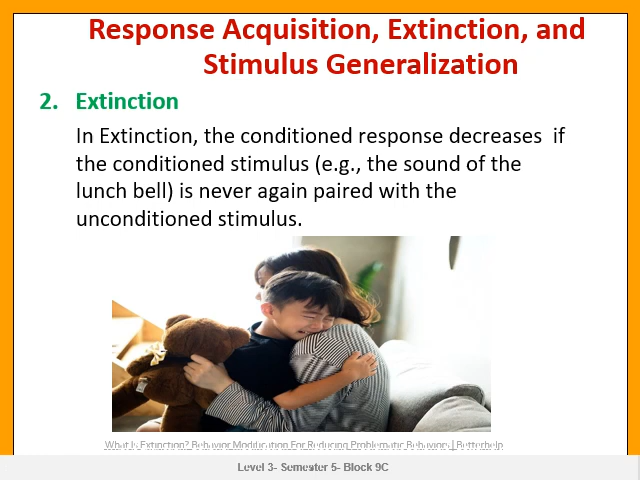 Response Acquisition, Extinction, and
Stimulus Generalization
2. Extinction
In Extinction, the conditioned response decreases if
the conditioned stimulus (e.g., the sound of the
lunch bell) is never again paired with the
unconditioned stimulus.
What Is Extinction? Behavior Modification For Reducing Problematic Behaviors | Betterhelp
Level 3- Semester 5- Block 9C